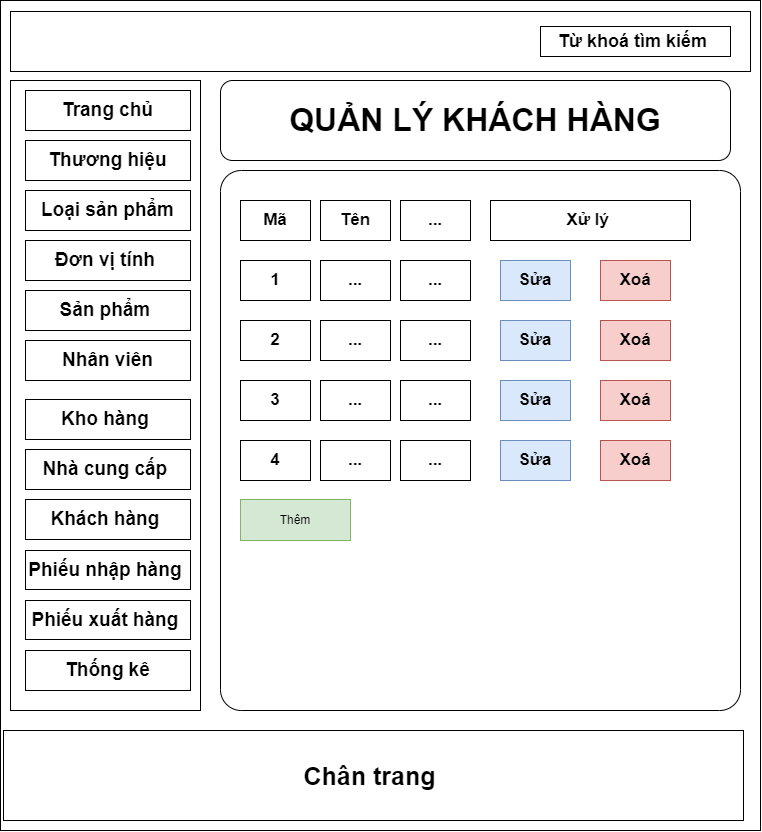 Từ khoá tìm kiếm
Trang chủ
Thương hiệu
Loại sản phẩm
Đơn vị tính
Sản phẩm
Nhân viên
Kho hàng
Nhà cung cấp
Khách hàng
Phiếu nhập hàng
Phiếu xuất hàng
Thống kê
QUẢN LÝ KHÁCH HÀNG
Mã Tên ... Xử lý
1 ... ... Sửa Xoá
2 ... ... Sửa Xoá
3 ... ... Sửa Xoá
4 ... ... Sửa Xoá
Thêm
Chân trang